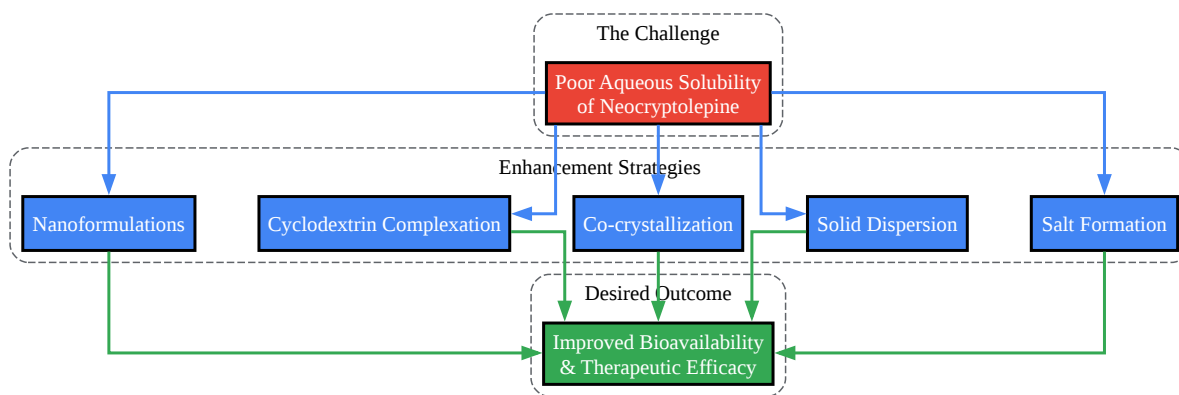 The Challenge
Poor Aqueous Solubility
of Neocryptolepine
Enhancement Strategies
Nanoformulations
Cyclodextrin Complexation
Co-crystallization
Solid Dispersion
Salt Formation
Desired Outcome
Improved Bioavailability
& Therapeutic Efficacy